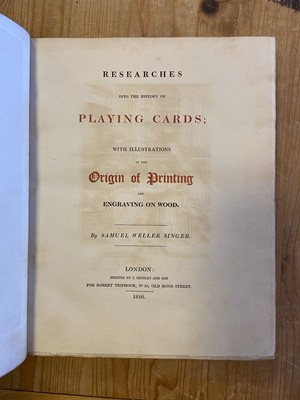 RESEARCHES
INTO THE HISTORY OF
PLAYING CARDS;
WITH ILLUSTRATIONS
OF THE
Origin of Printing
AND
ENGRAVING ON WOOD.
By SAMUEL WELLER SINGER.
LONDON:
PRINTED BY T. BENSLEY AND SON
FOR ROBERT TRIPHOOK, Nº 23, OLD BOND STREET.
1816.